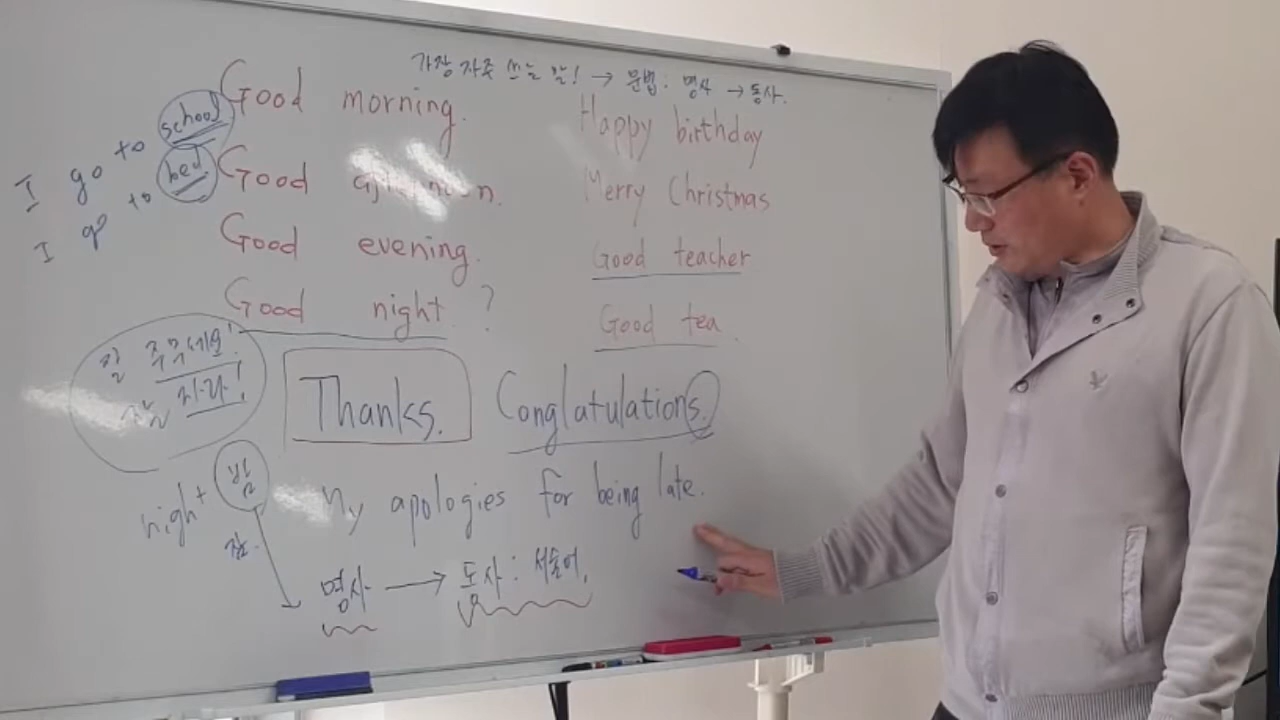 가장 자주 쓰는 말! → 문법: 명사 → 동사.
I go to school
I go to bed
Good morning.
Good afternoon.
Good evening.
Good night. ?
Happy birthday
Merry Christmas
Good teacher
Good tea.
잘 주무세요!
잘 자라!
Thanks.
Conglatulations.
night 밤
잠.
My apologies for being late.
명사 → 동사: 서술어.